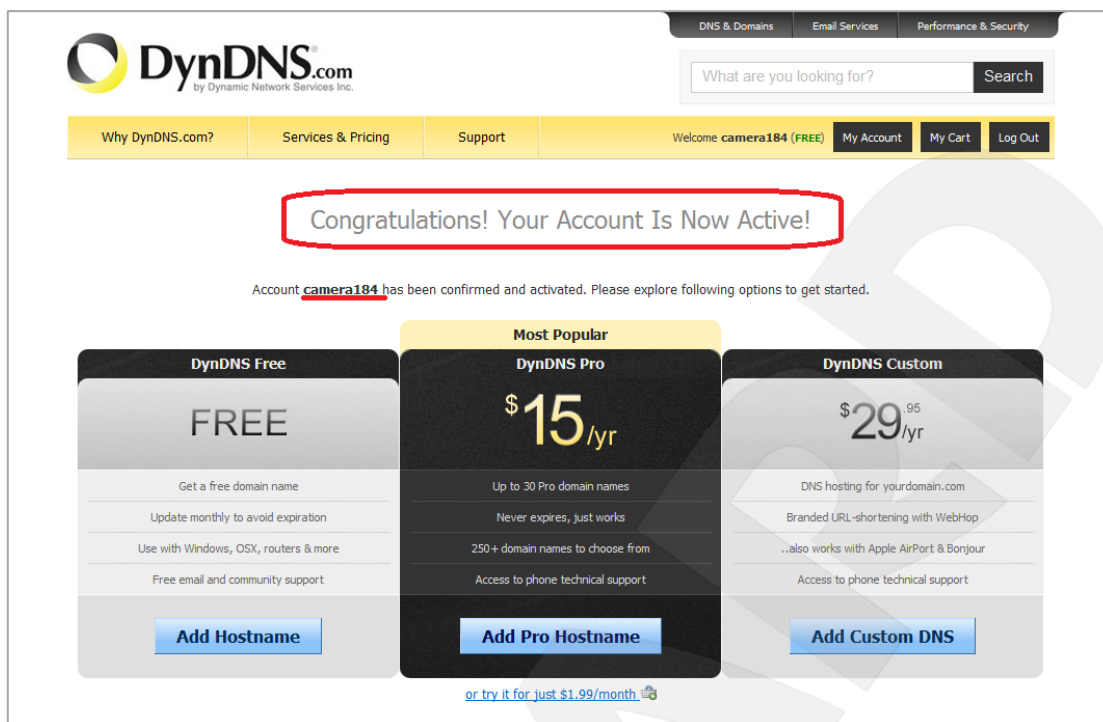 DNS & Domains Email Services Performance & Security
DynDNS.com
by Dynamic Network Services Inc.
What are you looking for? Search
Why DynDNS.com? Services & Pricing Support Welcome camera184 (FREE) My Account My Cart Log Out
Congratulations! Your Account Is Now Active!
Account camera184 has been confirmed and activated. Please explore following options to get started.
Most Popular
DynDNS Free DynDNS Pro DynDNS Custom
FREE $15/yr $29.95/yr
Get a free domain name Up to 30 Pro domain names DNS hosting for yourdomain.com
Update monthly to avoid expiration Never expires, just works Branded URL-shortening with WebHop
Use with Windows, OSX, routers & more 250+ domain names to choose from ..also works with Apple AirPort & Bonjour
Free email and community support Access to phone technical support Access to phone technical support
Add Hostname Add Pro Hostname Add Custom DNS
or try it for just $1.99/month